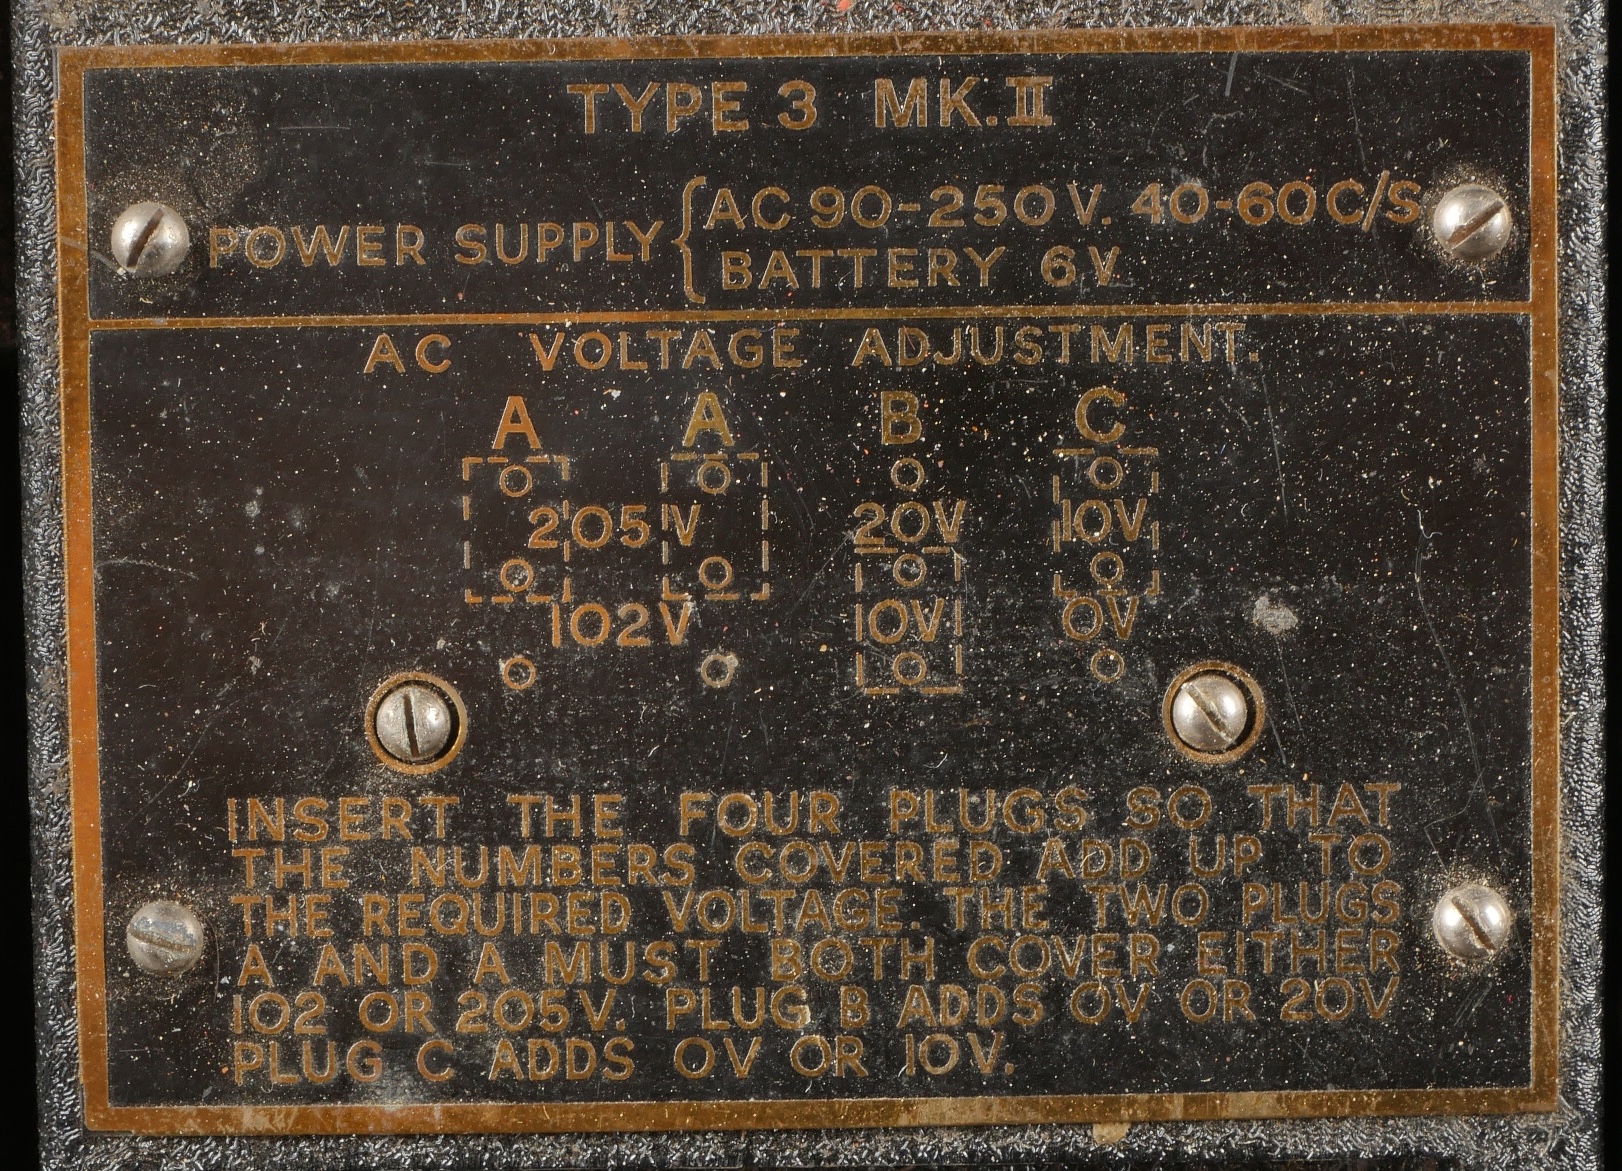 TYPE 3 MK.II
POWER SUPPLY { AC 90-250V. 40-60C/S
BATTERY 6V
AC VOLTAGE ADJUSTMENT.
A A B C
205V 20V 10V
102V 10V 0V
INSERT THE FOUR PLUGS SO THAT
THE NUMBERS COVERED ADD UP TO
THE REQUIRED VOLTAGE. THE TWO PLUGS
A AND A MUST BOTH COVER EITHER
102 OR 205V. PLUG B ADDS 0V OR 20V
PLUG C ADDS 0V OR 10V.